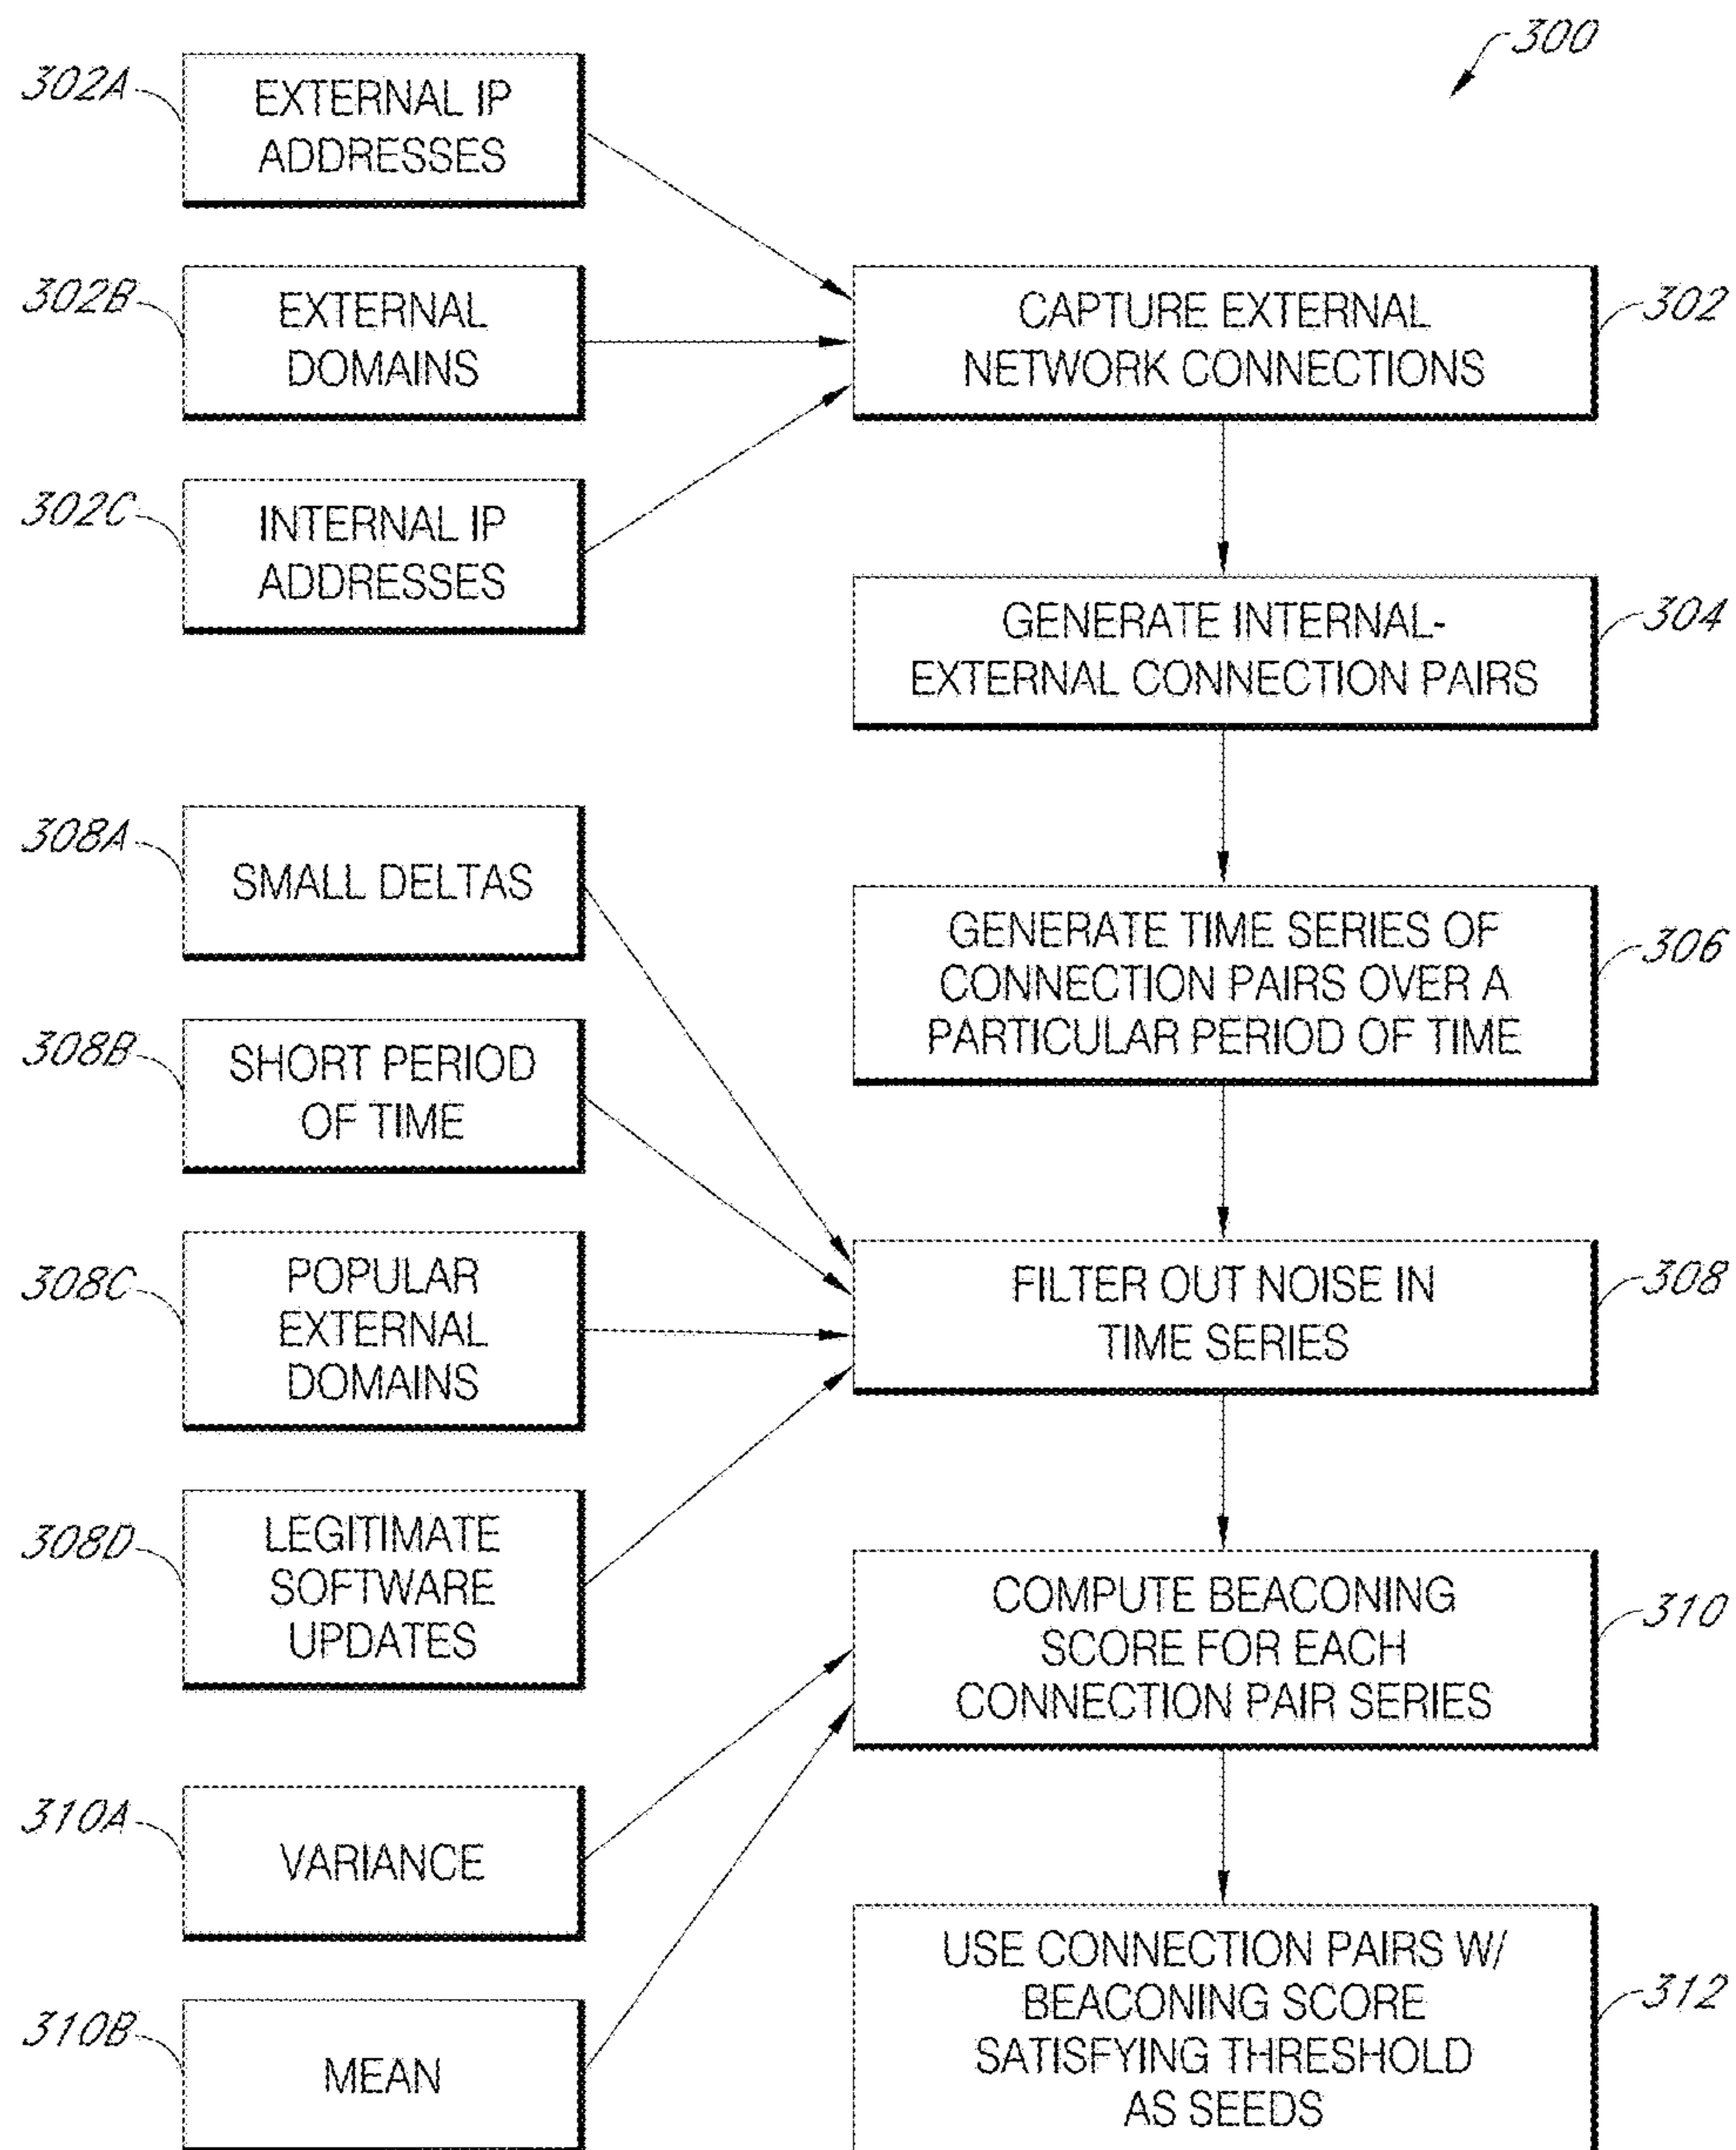 300
302A
EXTERNAL IP
ADDRESSES
302B
EXTERNAL
DOMAINS
302C
INTERNAL IP
ADDRESSES
CAPTURE EXTERNAL
NETWORK CONNECTIONS
302
GENERATE INTERNAL-
EXTERNAL CONNECTION PAIRS
304
GENERATE TIME SERIES OF
CONNECTION PAIRS OVER A
PARTICULAR PERIOD OF TIME
306
308A
SMALL DELTAS
308B
SHORT PERIOD
OF TIME
308C
POPULAR
EXTERNAL
DOMAINS
308D
LEGITIMATE
SOFTWARE
UPDATES
FILTER OUT NOISE IN
TIME SERIES
308
310A
VARIANCE
310B
MEAN
COMPUTE BEACONING
SCORE FOR EACH
CONNECTION PAIR SERIES
310
USE CONNECTION PAIRS W/
BEACONING SCORE
SATISFYING THRESHOLD
AS SEEDS
312